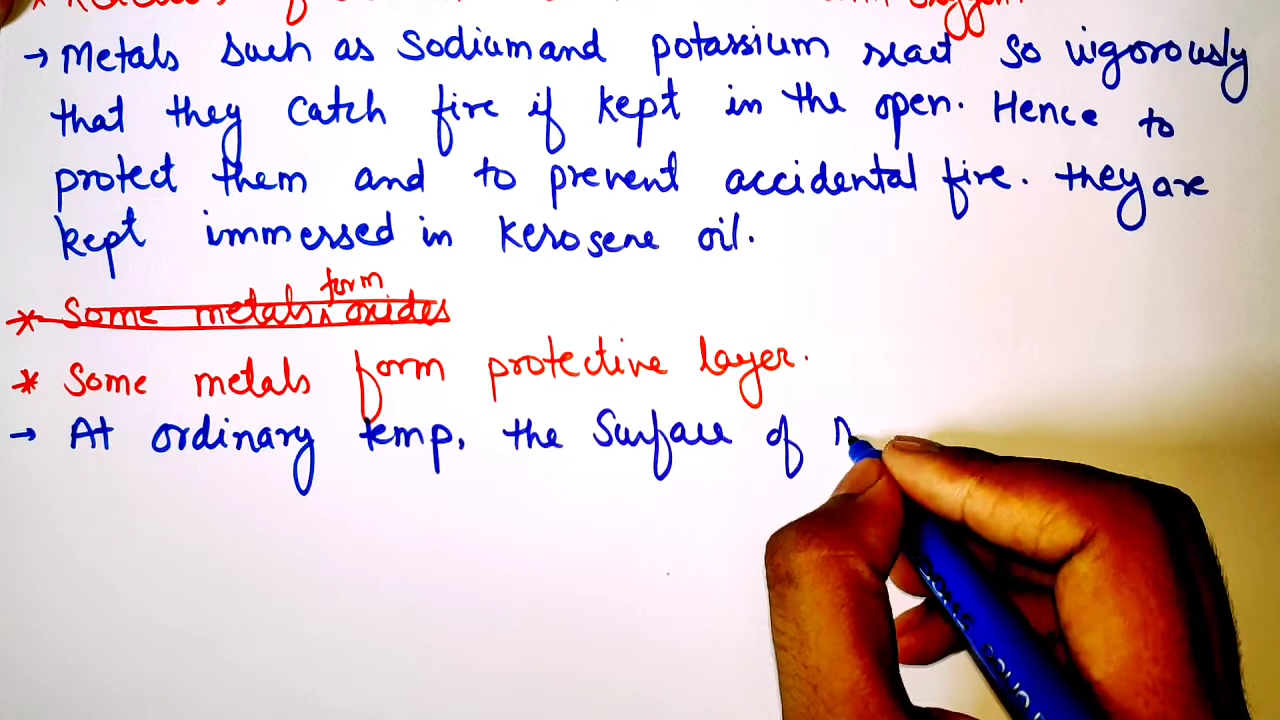 → Metals such as sodium and potassium react so vigorously
that they catch fire if kept in the open. Hence to
protect them and to prevent accidental fire. they are
kept immersed in kerosene oil.
* Some metals form oxides
* Some metals form protective layer.
→ At ordinary temp, the surface of